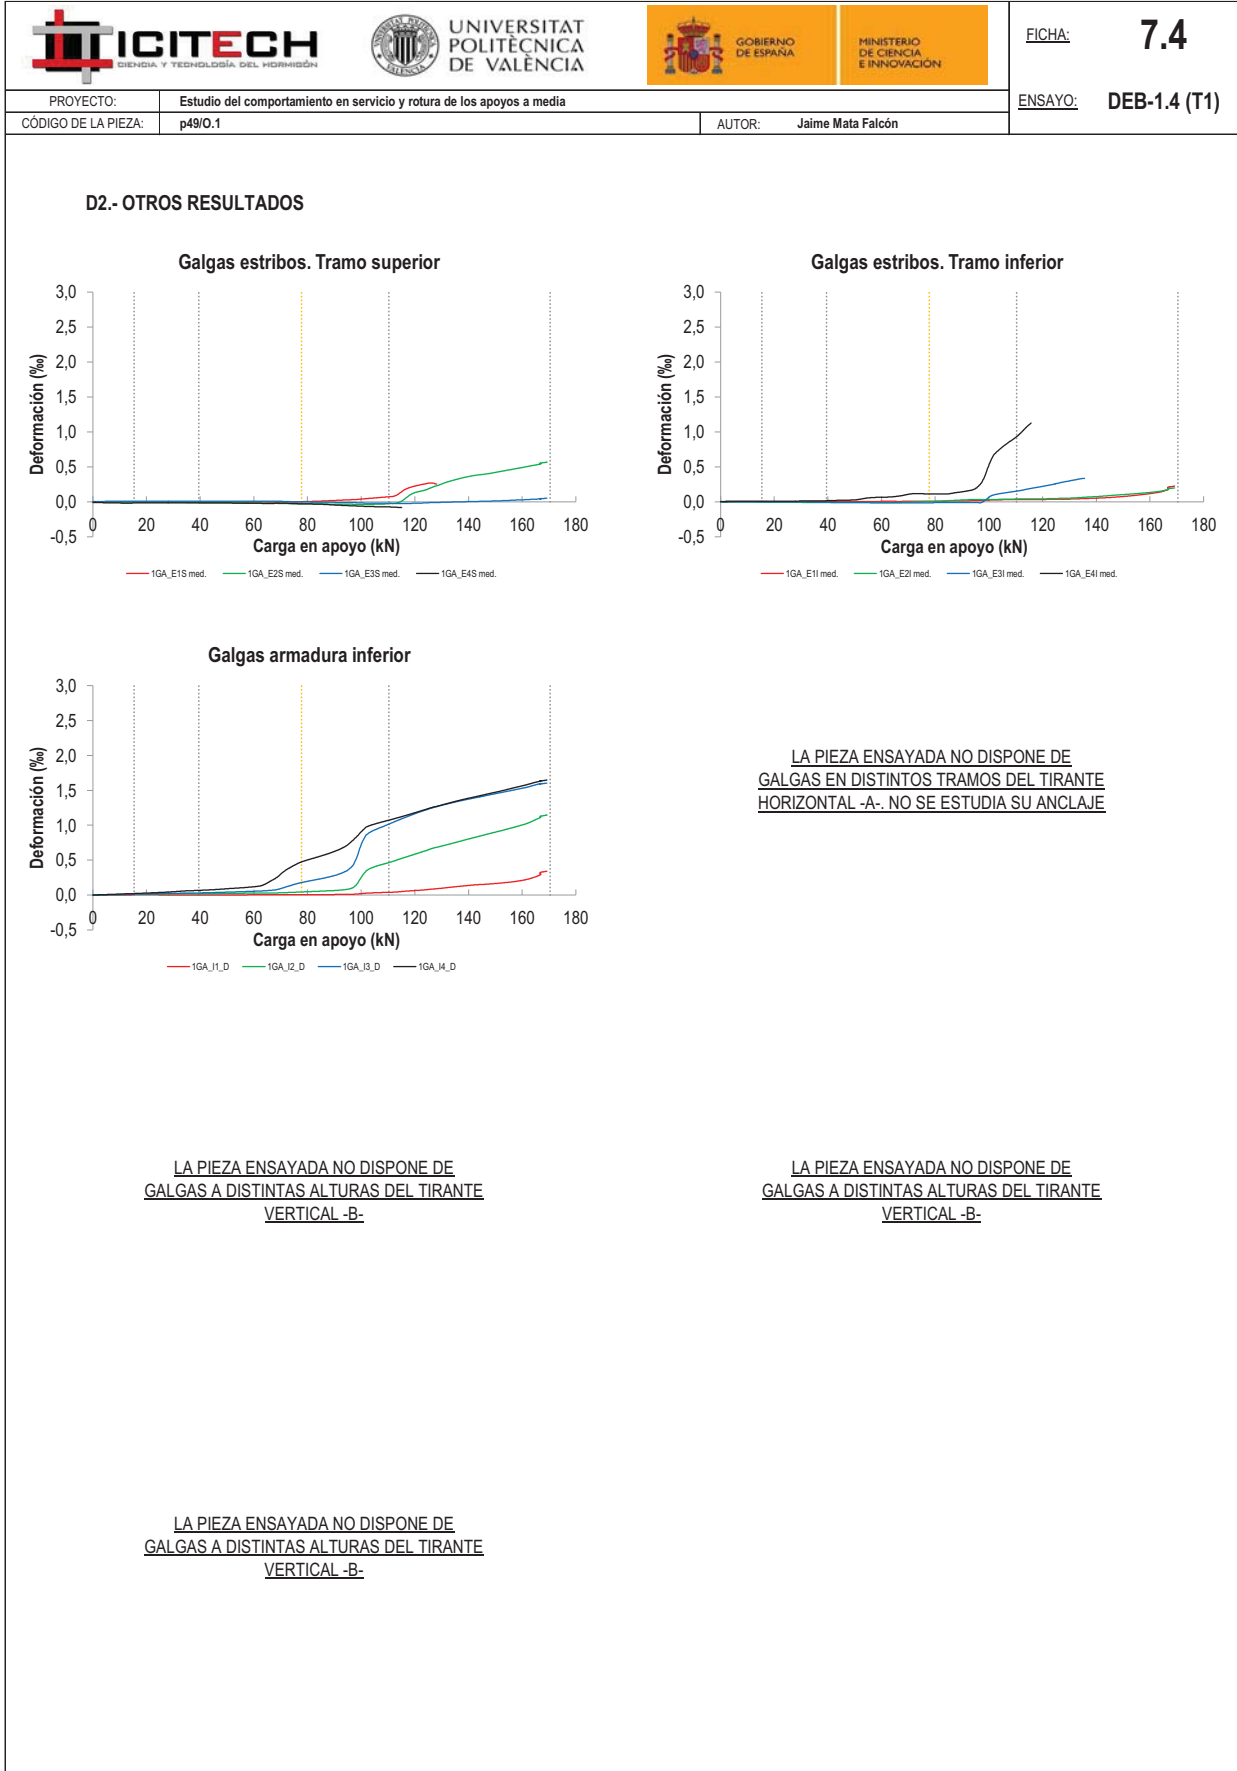 ICITECH
CIENCIA Y TECNOLOGÍA DEL HORMIGÓN
UNIVERSITAT
POLITÈCNICA
DE VALÈNCIA
GOBIERNO
DE ESPAÑA
MINISTERIO
DE CIENCIA
E INNOVACIÓN
FICHA: 7.4
PROYECTO: Estudio del comportamiento en servicio y rotura de los apoyos a media
ENSAYO: DEB-1.4 (T1)
CÓDIGO DE LA PIEZA: p49/O.1 AUTOR: Jaime Mata Falcón
D2.- OTROS RESULTADOS
Galgas estribos. Tramo superior
3,0
2,5
2,0
1,5
1,0
0,5
0,0
-0,5
Deformación (‰)
0 20 40 60 80 100 120 140 160 180
Carga en apoyo (kN)
1GA_E1S med. 1GA_E2S med. 1GA_E3S med. 1GA_E4S med.
Galgas estribos. Tramo inferior
3,0
2,5
2,0
1,5
1,0
0,5
0,0
-0,5
Deformación (‰)
0 20 40 60 80 100 120 140 160 180
Carga en apoyo (kN)
1GA_E1I med. 1GA_E2I med. 1GA_E3I med. 1GA_E4I med.
Galgas armadura inferior
3,0
2,5
2,0
1,5
1,0
0,5
0,0
-0,5
Deformación (‰)
0 20 40 60 80 100 120 140 160 180
Carga en apoyo (kN)
1GA_I1_D 1GA_I2_D 1GA_I3_D 1GA_I4_D
LA PIEZA ENSAYADA NO DISPONE DE
GALGAS EN DISTINTOS TRAMOS DEL TIRANTE
HORIZONTAL -A-. NO SE ESTUDIA SU ANCLAJE
LA PIEZA ENSAYADA NO DISPONE DE
GALGAS A DISTINTAS ALTURAS DEL TIRANTE
VERTICAL -B-
LA PIEZA ENSAYADA NO DISPONE DE
GALGAS A DISTINTAS ALTURAS DEL TIRANTE
VERTICAL -B-
LA PIEZA ENSAYADA NO DISPONE DE
GALGAS A DISTINTAS ALTURAS DEL TIRANTE
VERTICAL -B-